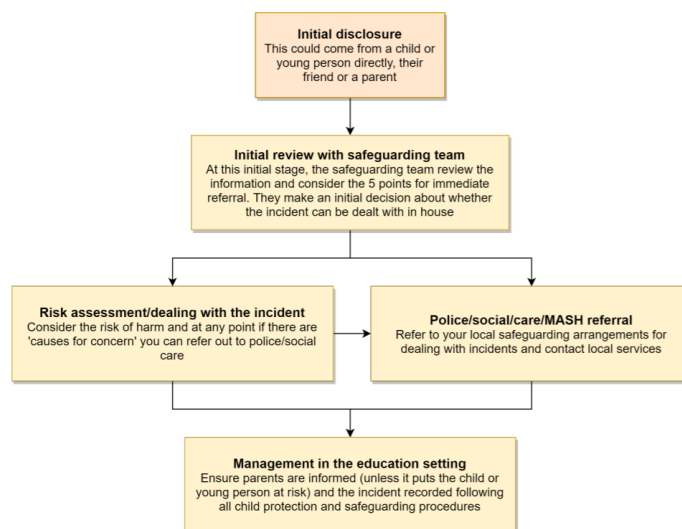 Initial disclosure
This could come from a child or
young person directly, their
friend or a parent
Initial review with safeguarding team
At this initial stage, the safeguarding team review the
information and consider the 5 points for immediate
referral. They make an initial decision about whether
the incident can be dealt with in house
Risk assessment/dealing with the incident
Consider the risk of harm and at any point if there are
'causes for concern' you can refer out to police/social
care
Police/social/care/MASH referral
Refer to your local safeguarding arrangements for
dealing with incidents and contact local services
Management in the education setting
Ensure parents are informed (unless it puts the child or
young person at risk) and the incident recorded following
all child protection and safeguarding procedures